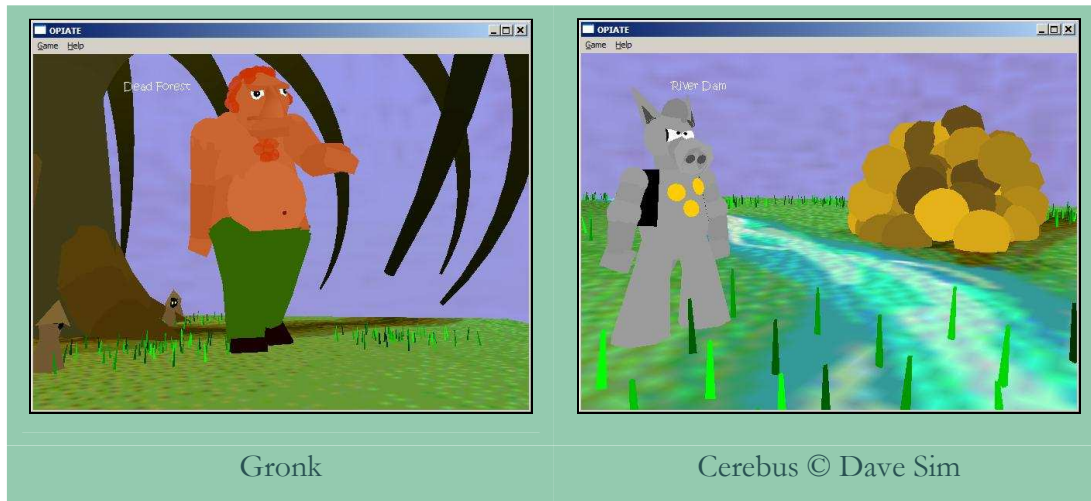 OPIATE
Game Help
Dead Forest
Gronk
OPIATE
Game Help
River Dam
Cerebus © Dave Sim